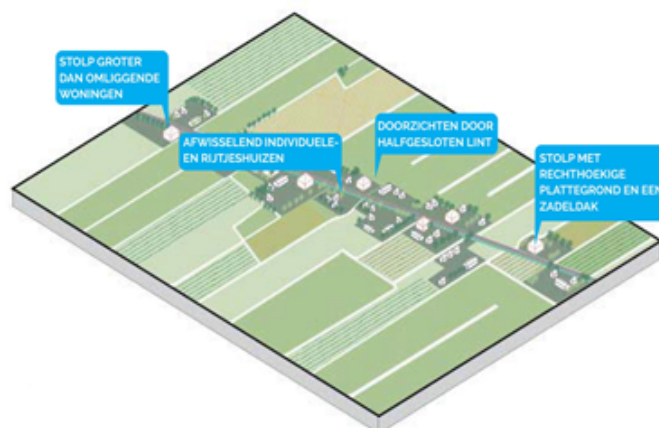 STOLP GROTER
DAN OMLIGGENDE
WONINGEN
AFWISSELEND INDIVIDUELE-
EN RIJTJESHUIZEN
DOORZICHTEN DOOR
HALFGESLOTEN LINT
STOLP MET
RECHTHOEKIGE
PLATTEGROND EN EEN
ZADELDAK